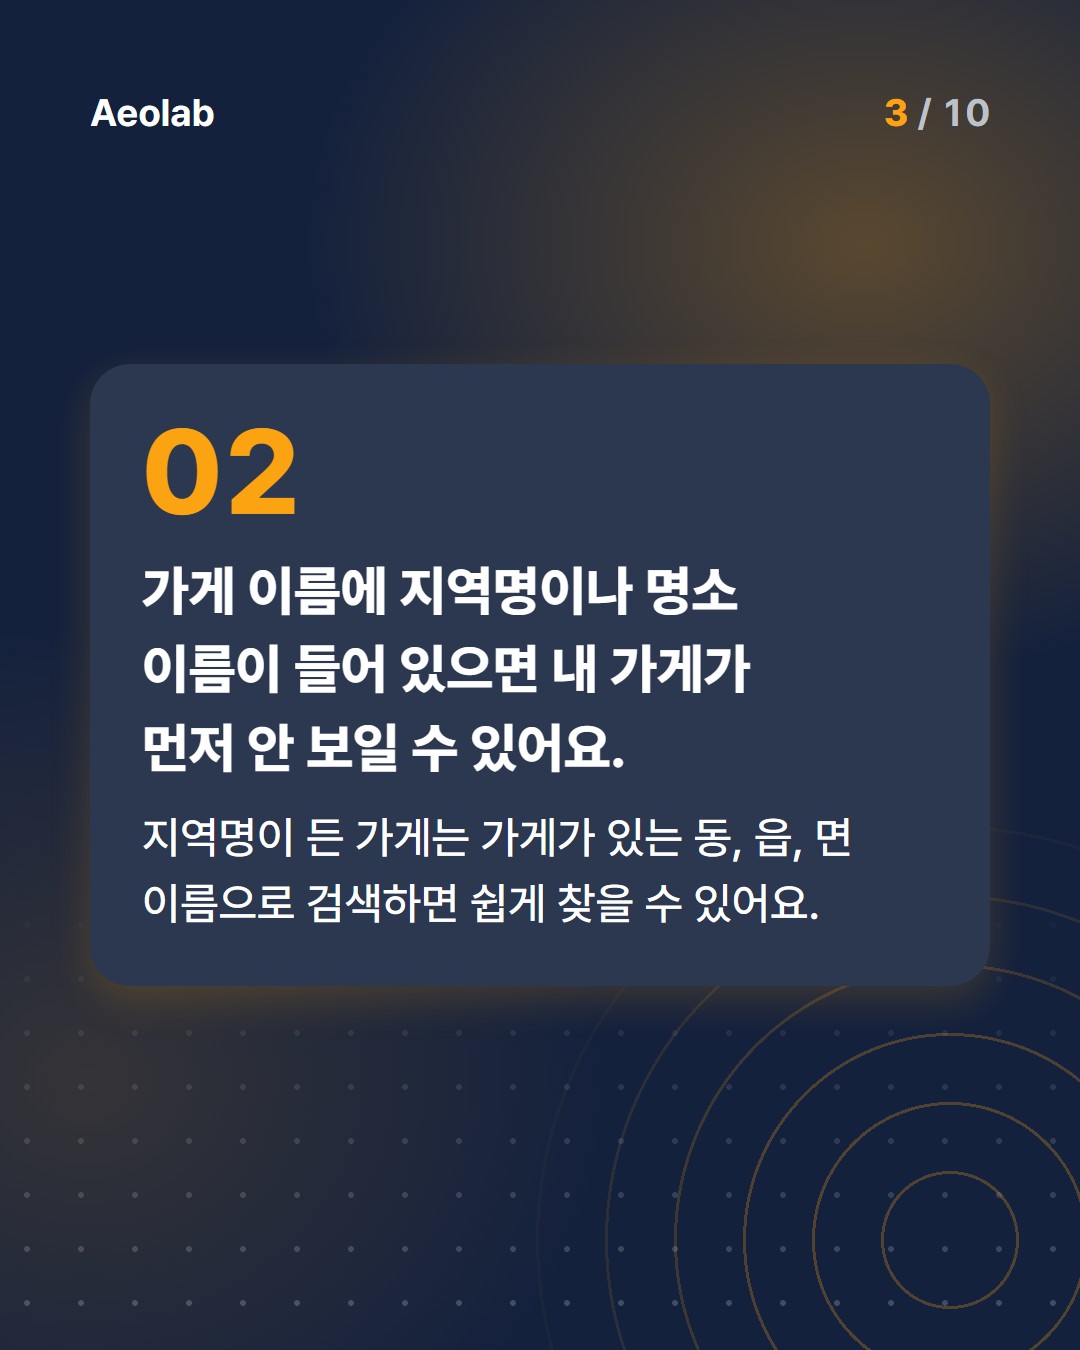 Aeolab
3 / 10
02
가게 이름에 지역명이나 명소
이름이 들어 있으면 내 가게가
먼저 안 보일 수 있어요.
지역명이 든 가게는 가게가 있는 동, 읍, 면
이름으로 검색하면 쉽게 찾을 수 있어요.